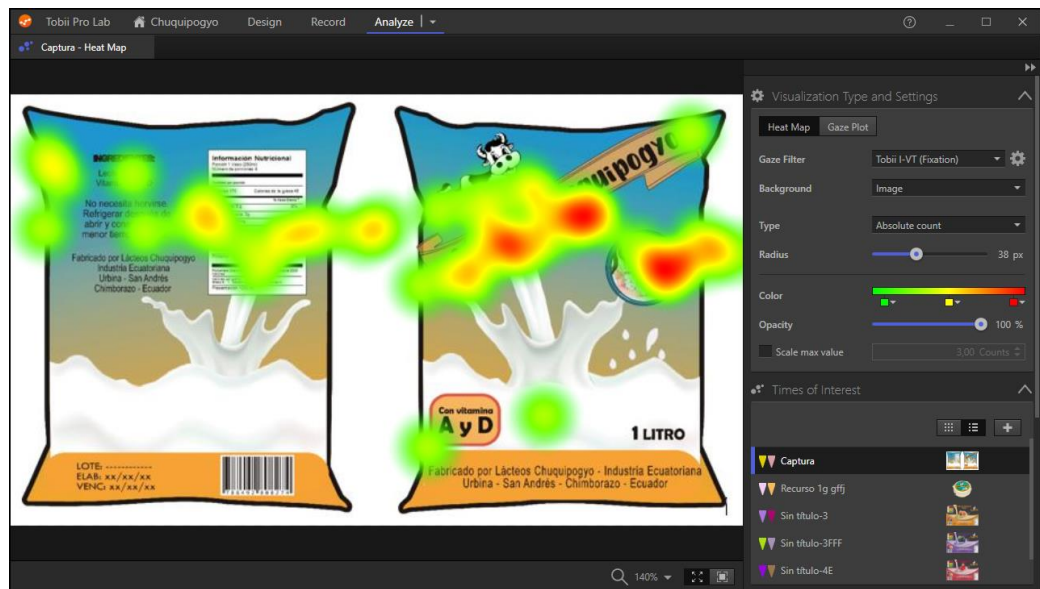 Tobii Pro Lab
Chuquipogyo
Design
Record
Analyze
Captura - Heat Map
Información Nutricional
No necesita hervirse.
Refrigerar
abrir y
menor
Fabricado por Lácteos Chuquipogyo
Industria Ecuatoriana
Urbina - San Andrés -
Chimborazo - Ecuador
LOTE: ------------
ELAB: xx/xx/xx
VENC: xx/xx/xx
Con vitamina
A y D
1 LITRO
Fabricado por Lácteos Chuquipogyo - Industria Ecuatoriana
Urbina - San Andrés - Chimborazo - Ecuador
140%
Visualization Type and Settings
Heat Map
Gaze Plot
Gaze Filter
Tobii I-VT (Fixation)
Background
Image
Type
Absolute count
Radius
38 px
Color
Opacity
100 %
Scale max value
3,00 Counts
Times of Interest
Captura
Recurso 1g gffj
Sin título-3
Sin título-3FFF
Sin título-4E